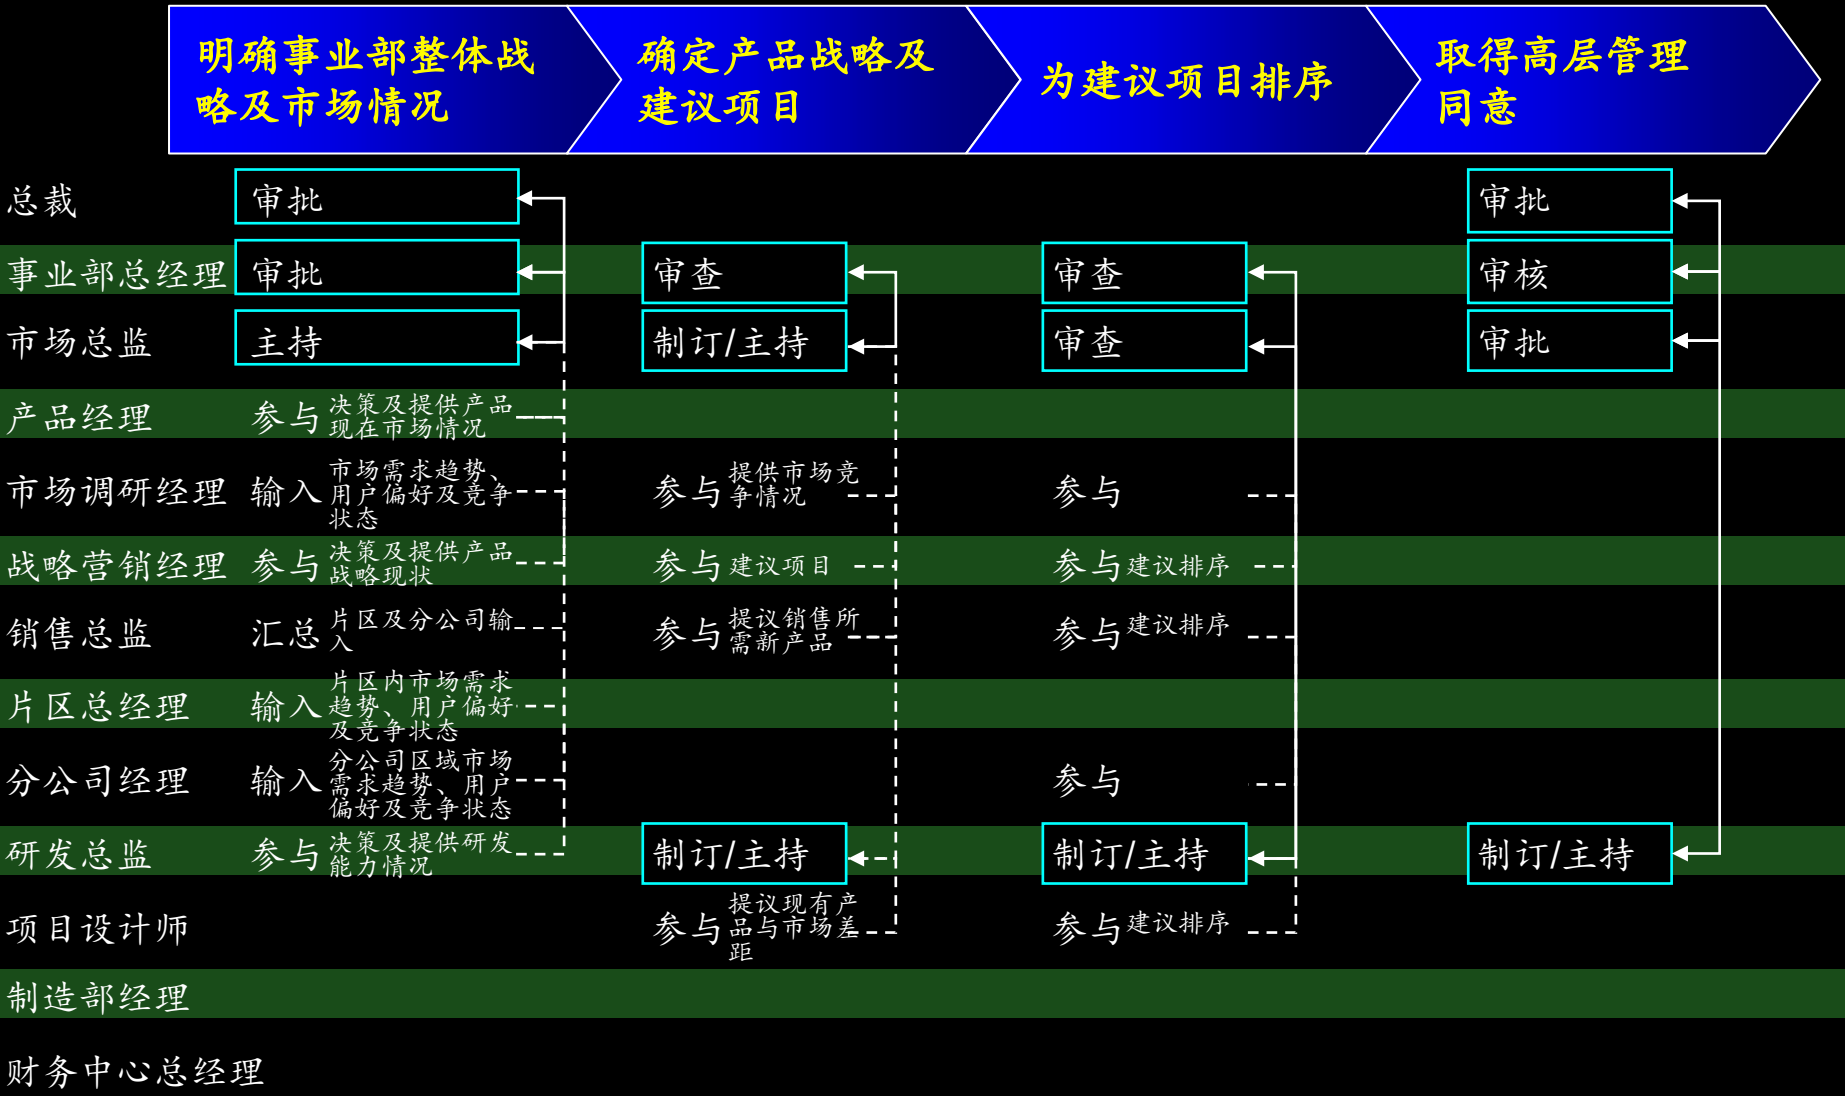 明确事业部整体战
略及市场情况
确定产品战略及
建议项目
为建议项目排序
取得高层管理
同意
总裁
审批
审批
事业部总经理
审批
审查
审查
审核
市场总监
主持
制订/主持
审查
审批
产品经理
参与
决策及提供产品
现在市场情况
市场调研经理
输入
市场需求趋势、
用户偏好及竞争
状态
参与
提供市场竞
争情况
参与
战略营销经理
参与
决策及提供产品
战略现状
参与
建议项目
参与
建议排序
销售总监
汇总
片区及分公司输
入
参与
提议销售所
需新产品
参与
建议排序
片区总经理
输入
片区内市场需求
趋势、用户偏好
及竞争状态
分公司经理
输入
分公司区域市场
需求趋势、用户
偏好及竞争状态
参与
研发总监
参与
决策及提供研发
能力情况
制订/主持
制订/主持
制订/主持
项目设计师
参与
提议现有产
品与市场差
距
参与
建议排序
制造部经理
财务中心总经理